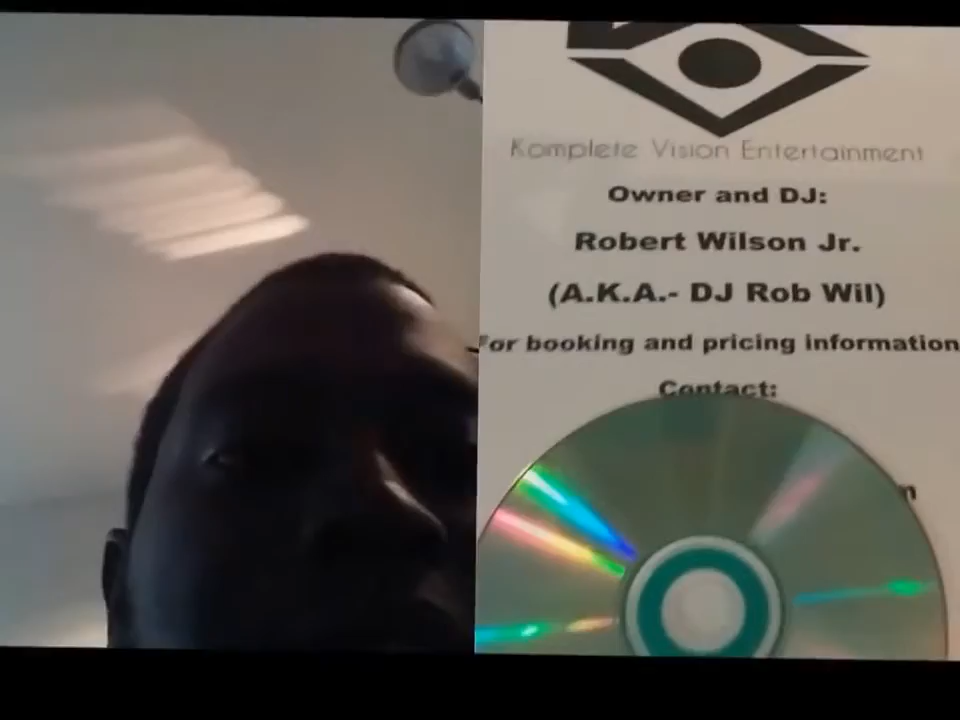 Komplete Vision Entertainment
Owner and DJ:
Robert Wilson Jr.
(A.K.A.- DJ Rob Wil)
For booking and pricing information
Contact: